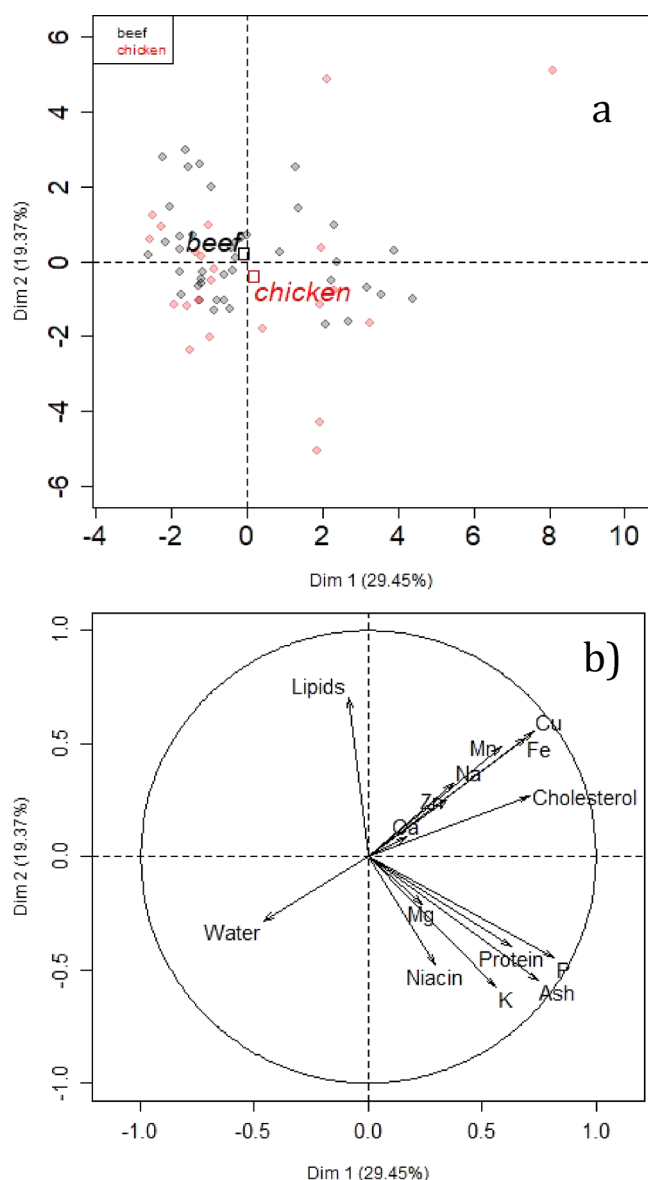 beef
chicken
a
6
4
2
0
-2
-4
-6
beef
chicken
-4 -2 0 2 4 6 8 10
Dim 1 (29.45%)
Dim 2 (19.37%)
b)
1.0
0.5
0.0
-0.5
-1.0
Lipids
Cu
Mn
Fe
Na
Zn
Cholesterol
Ca
Mg
Water
Protein
P
Niacin
K
Ash
-1.0 -0.5 0.0 0.5 1.0
Dim 1 (29.45%)
Dim 2 (19.37%)